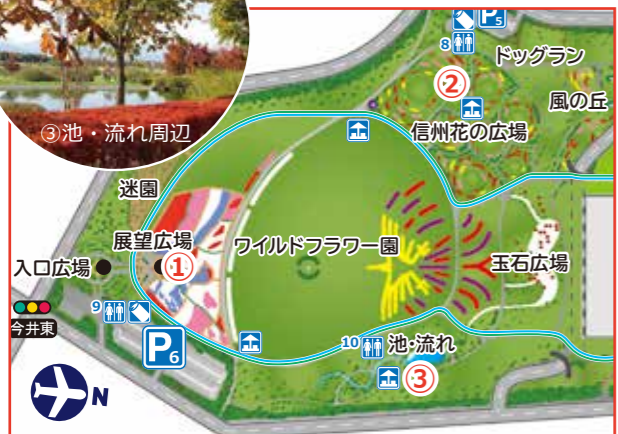 ③池・流れ周辺
P5
8
ドッグラン
②
風の丘
信州花の広場
迷園
展望広場
ワイルドフラワー園
入口広場
①
玉石広場
今井東
9
P6
10
池・流れ
③
N